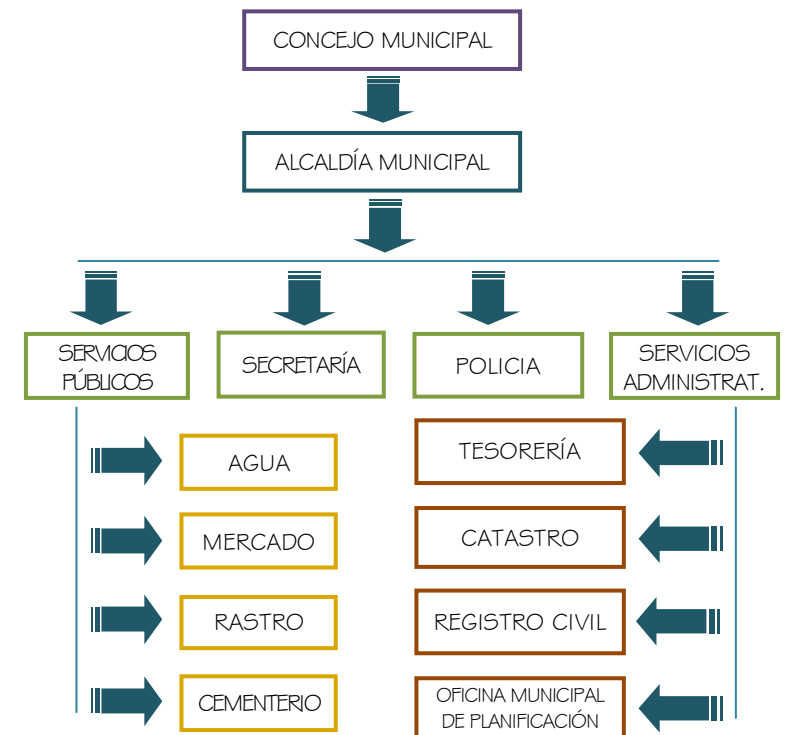 CONCEJO MUNICIPAL
ALCALDÍA MUNICIPAL
SERVICIOS
PÚBLICOS
SECRETARÍA
POLICIA
SERVICIOS
ADMINISTRAT.
AGUA
MERCADO
RASTRO
CEMENTERIO
TESORERÍA
CATASTRO
REGISTRO CIVIL
OFICINA MUNICIPAL
DE PLANIFICACIÓN